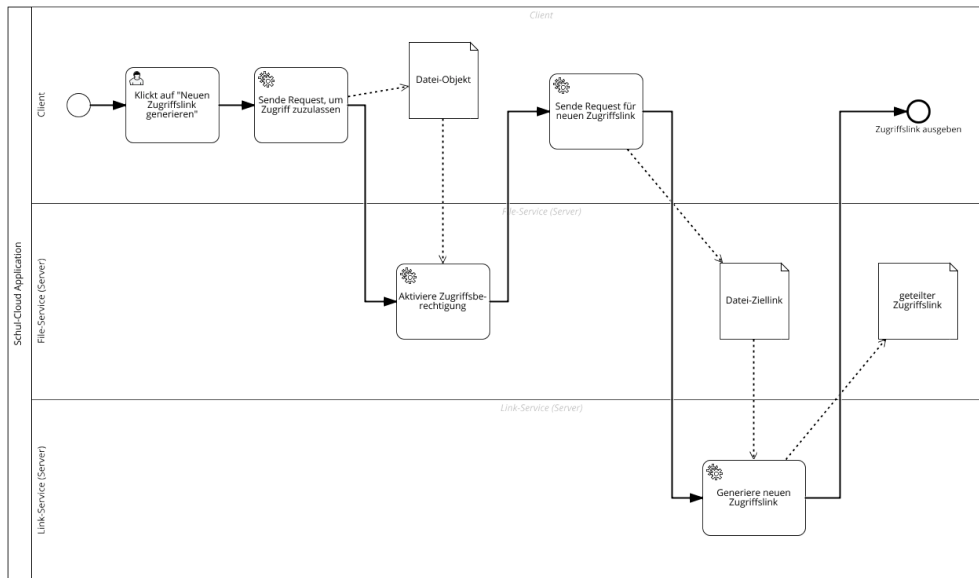 Schul-Cloud Application
Client
Client
Klickt auf "Neuen
Zugriffslink
generieren"
Sende Request, um
Zugriff zuzulassen
Datei-Objekt
Sende Request für
neuen Zugriffslink
Zugriffslink ausgeben
File-Service (Server)
File-Service (Server)
Aktiviere Zugriffsbe-
rechtigung
Datei-Ziellink
geteilter
Zugriffslink
Link-Service (Server)
Link-Service (Server)
Generiere neuen
Zugriffslink